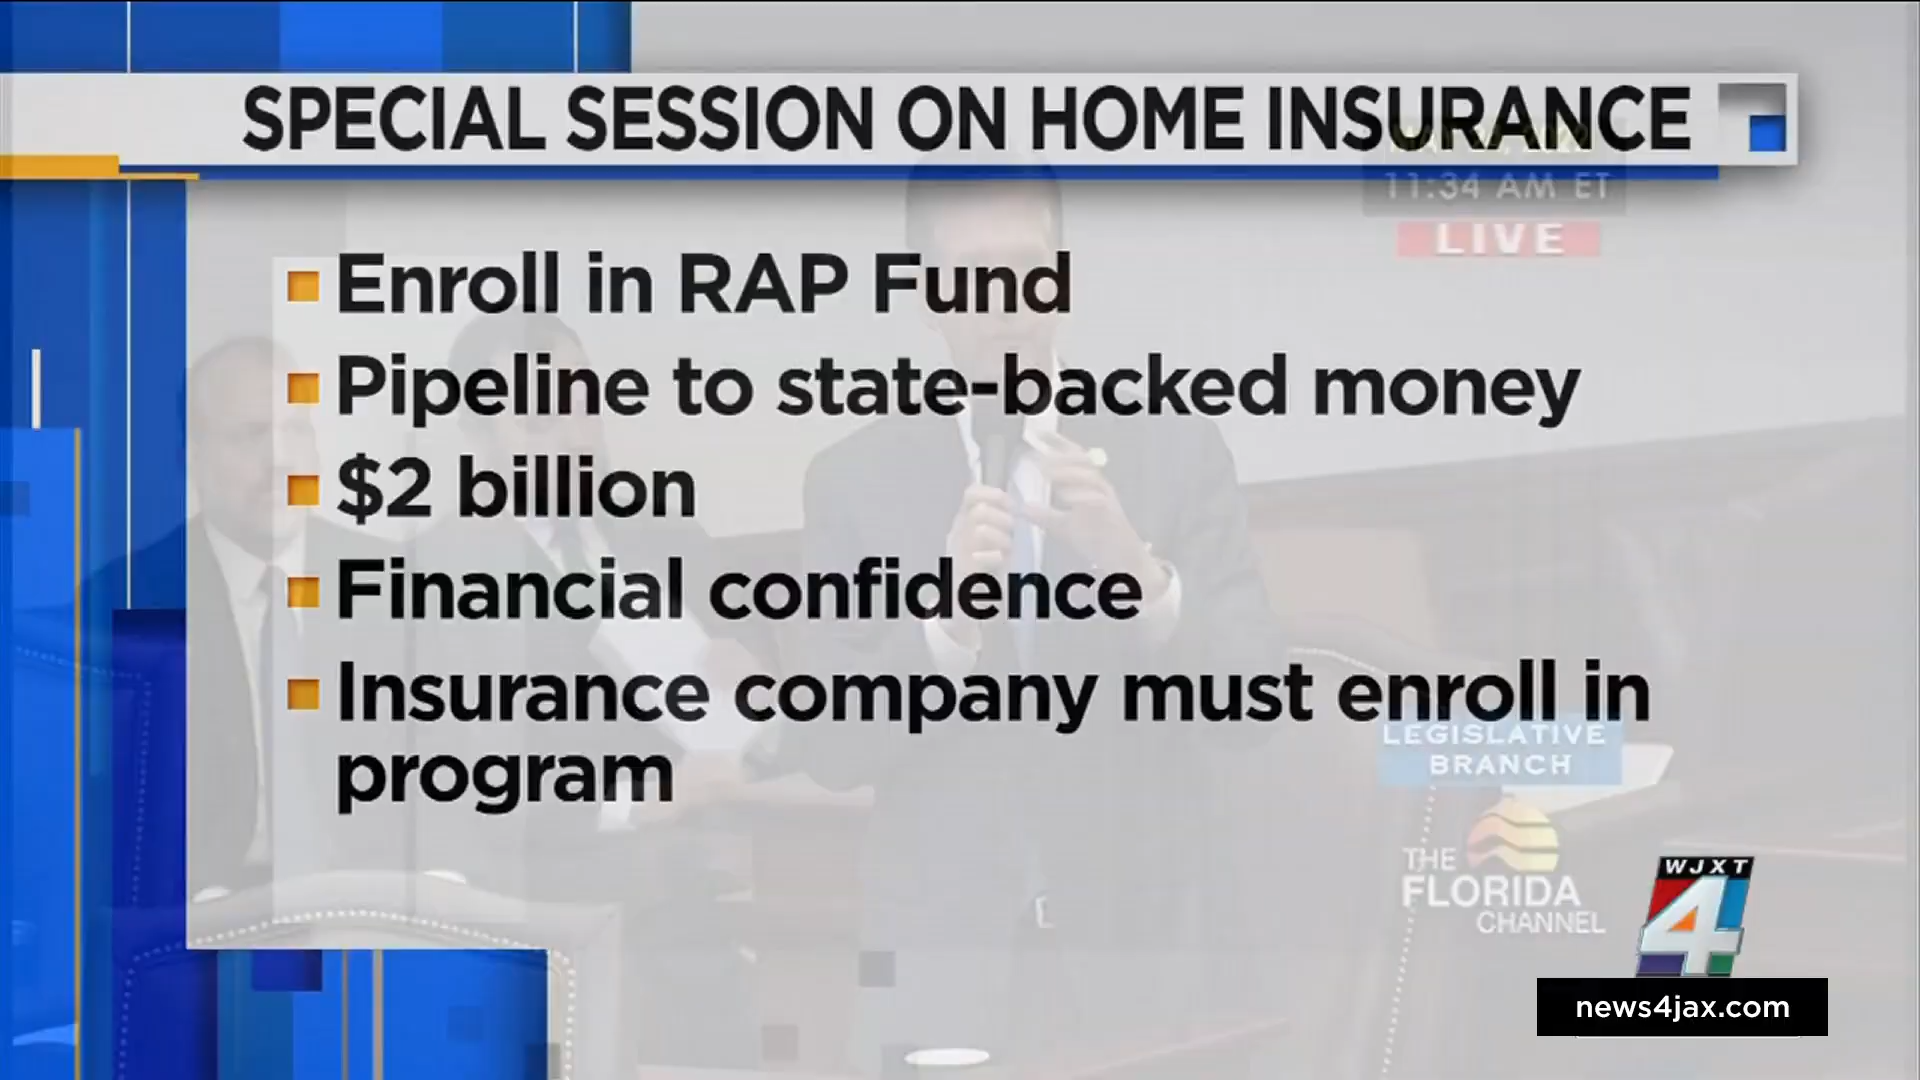 SPECIAL SESSION ON HOME INSURANCE
11:34 AM ET
LIVE
Enroll in RAP Fund
Pipeline to state-backed money
$2 billion
Financial confidence
Insurance company must enroll in
program
LEGISLATIVE
BRANCH
THE
FLORIDA
CHANNEL
WJXT
4
news4jax.com